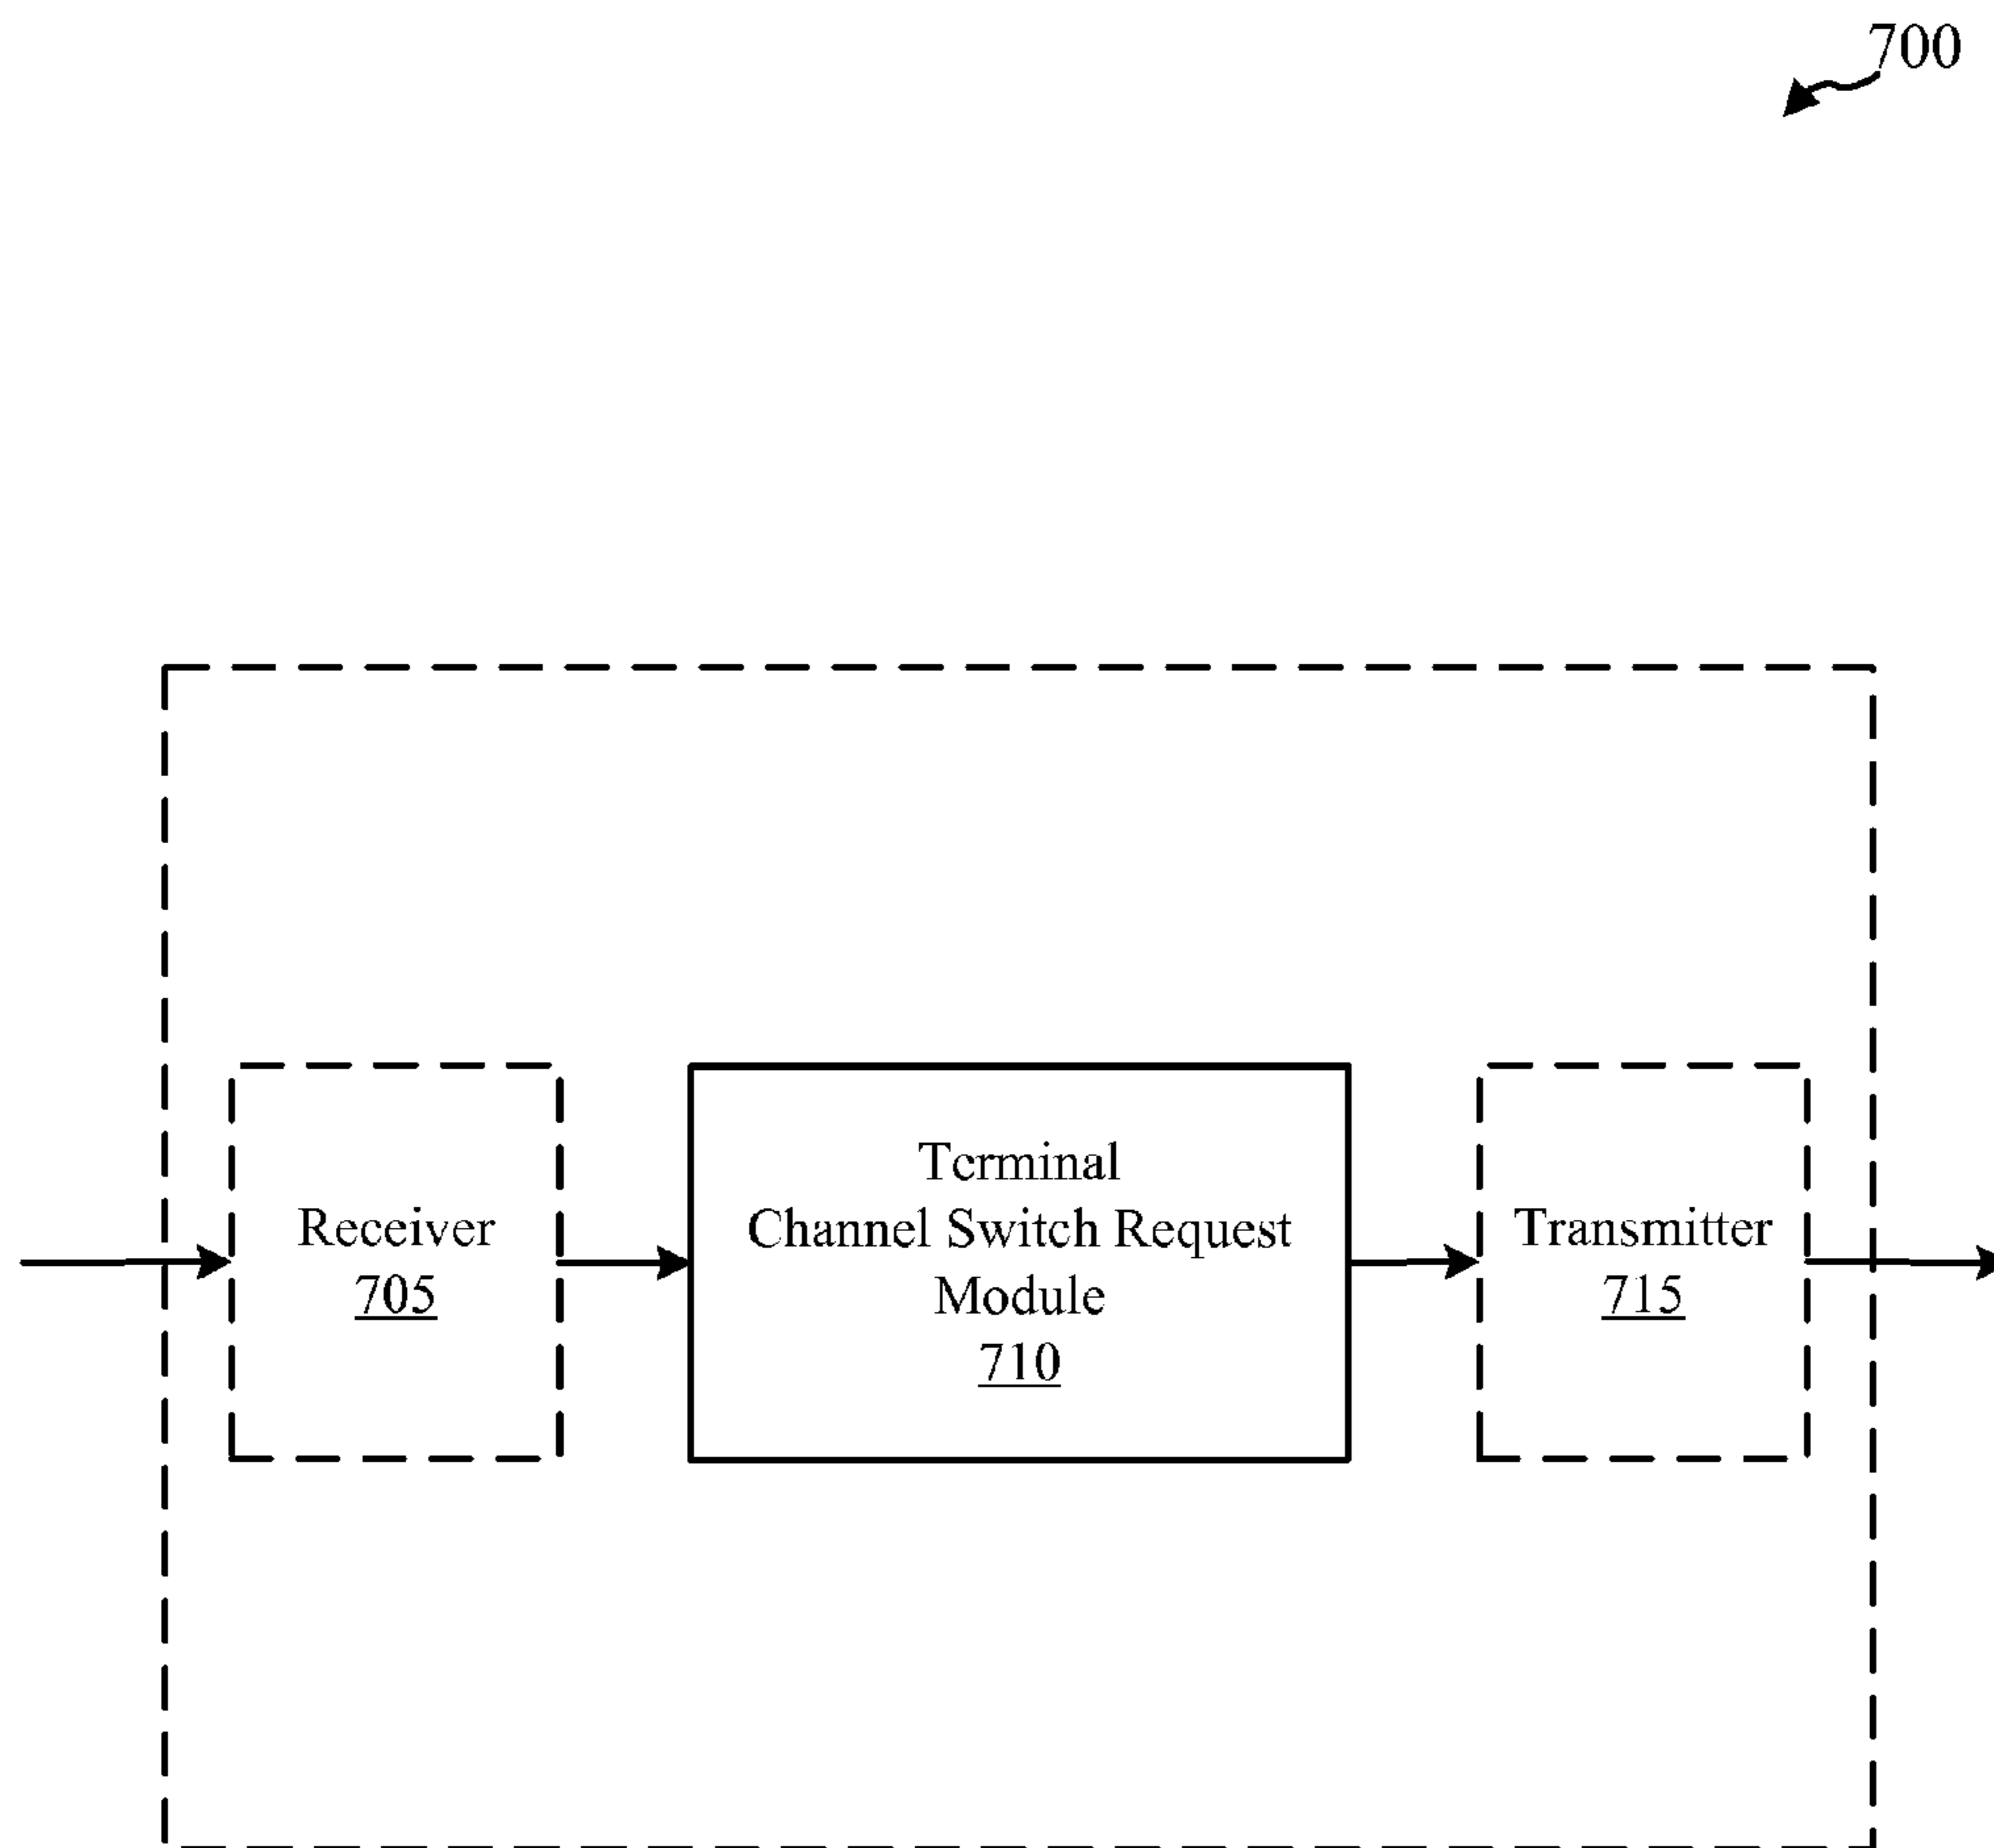 700
Receiver
705
Terminal
Channel Switch Request
Module
710
Transmitter
715